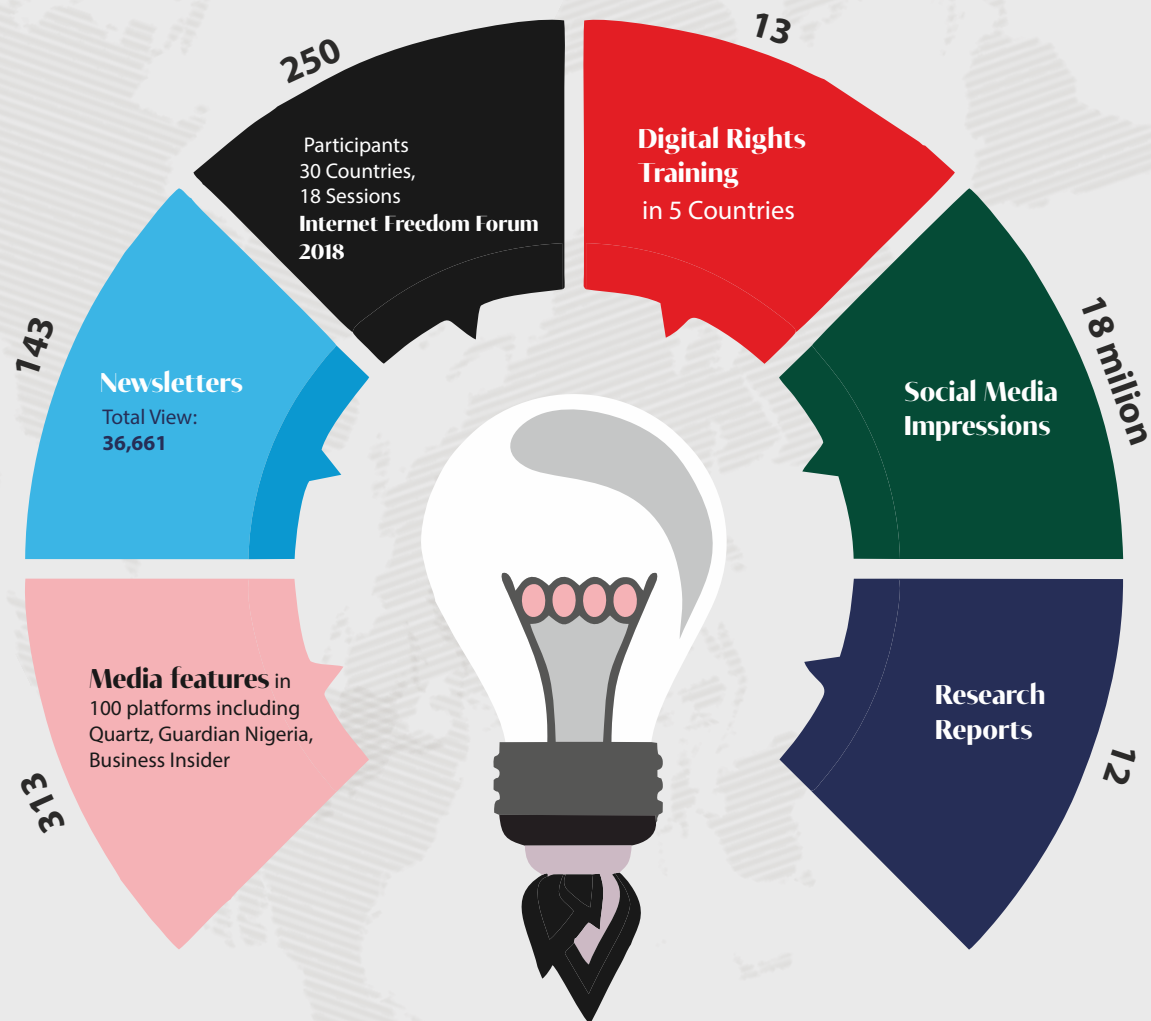 250
Participants
30 Countries,
18 Sessions
Internet Freedom Forum
2018
13
Digital Rights
Training
in 5 Countries
143
Newsletters
Total View:
36,661
18 million
Social Media
Impressions
313
Media features in
100 platforms including
Quartz, Guardian Nigeria,
Business Insider
12
Research
Reports